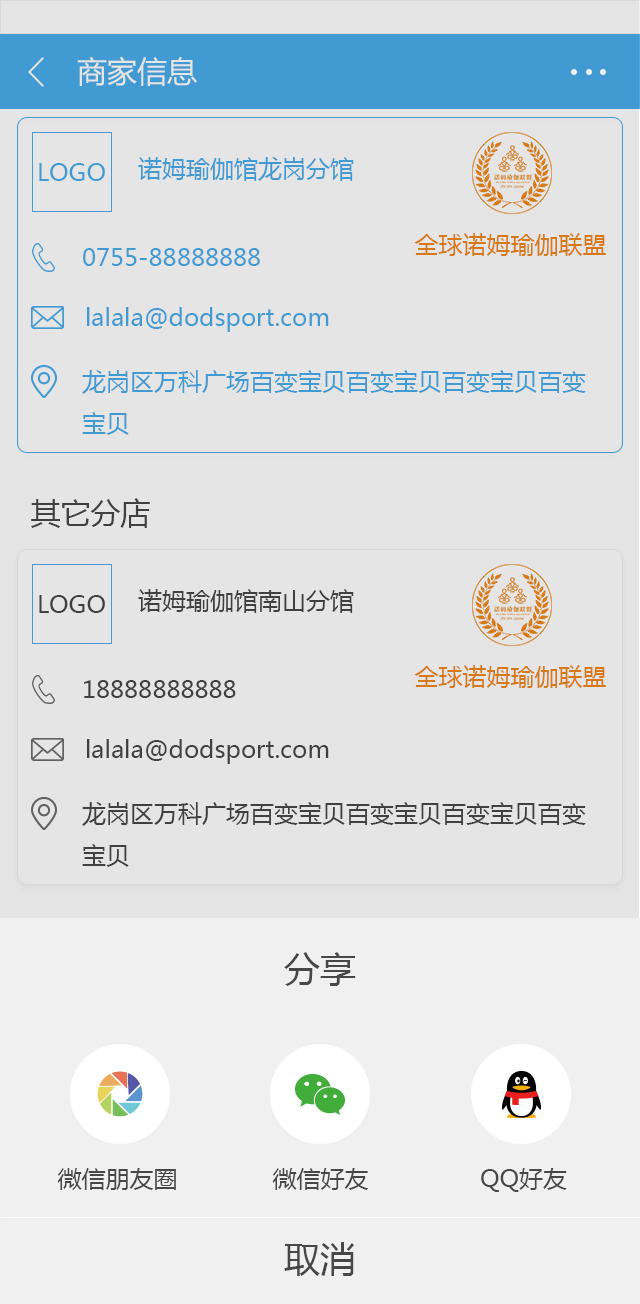 商家信息
LOGO
诺姆瑜伽馆龙岗分馆
全球诺姆瑜伽联盟
0755-88888888
lalala@dodsport.com
龙岗区万科广场百变宝贝百变宝贝百变宝贝百变
宝贝
其它分店
LOGO
诺姆瑜伽馆南山分馆
全球诺姆瑜伽联盟
18888888888
lalala@dodsport.com
龙岗区万科广场百变宝贝百变宝贝百变宝贝百变
宝贝
分享
微信朋友圈
微信好友
QQ好友
取消